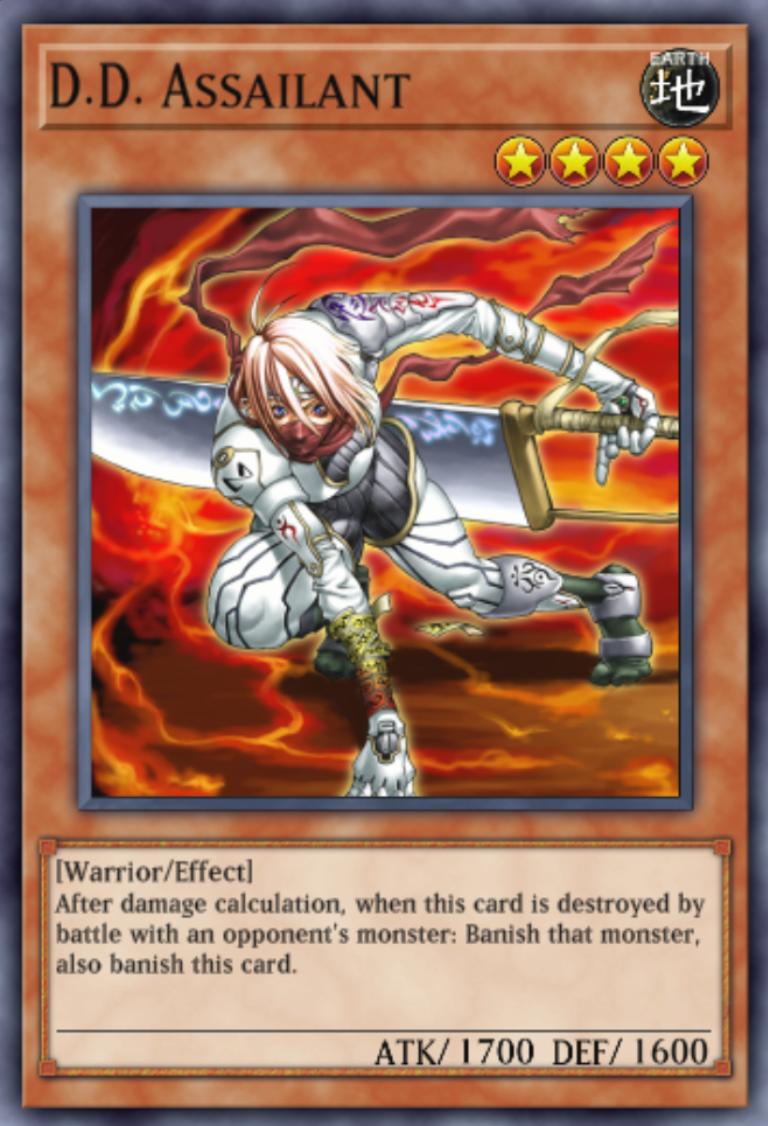 D.D. Assailant
EARTH
地
[Warrior/Effect]
After damage calculation, when this card is destroyed by
battle with an opponent's monster: Banish that monster,
also banish this card.
ATK/ 1700 DEF/ 1600